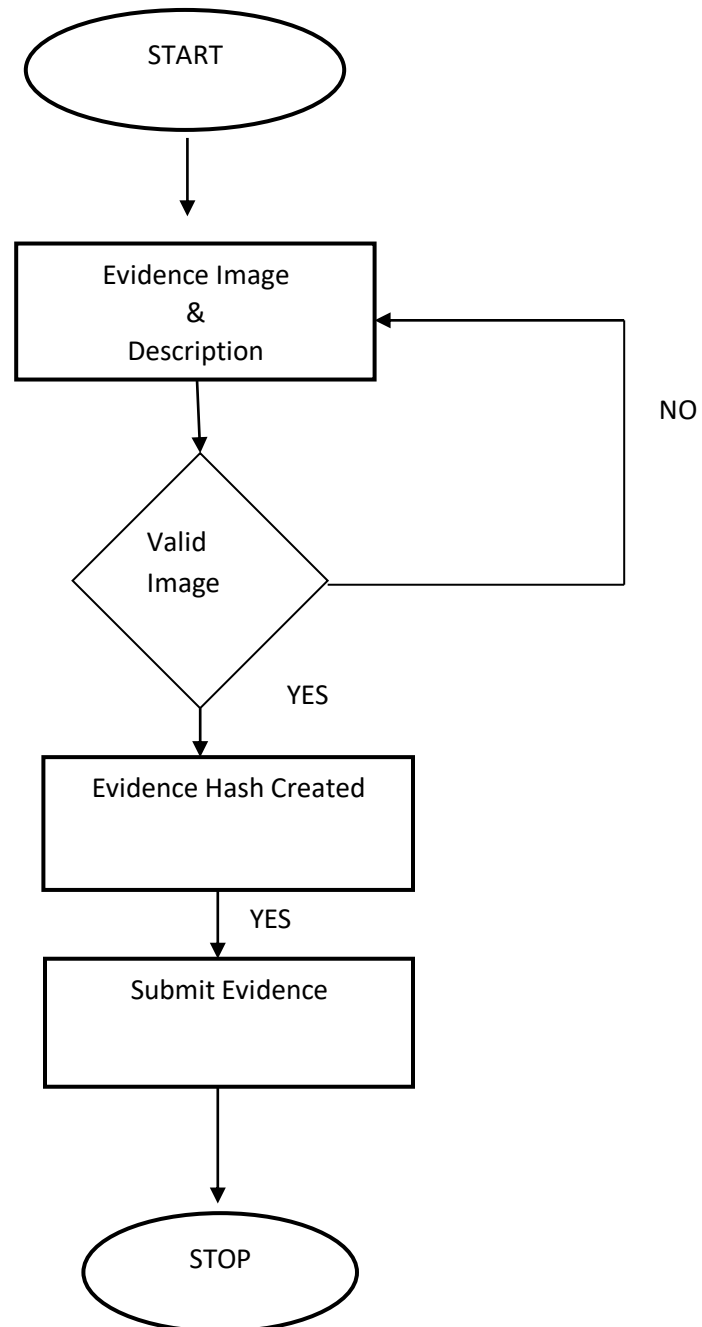 START
Evidence Image
&
Description
NO
Valid
Image
YES
Evidence Hash Created
YES
Submit Evidence
STOP